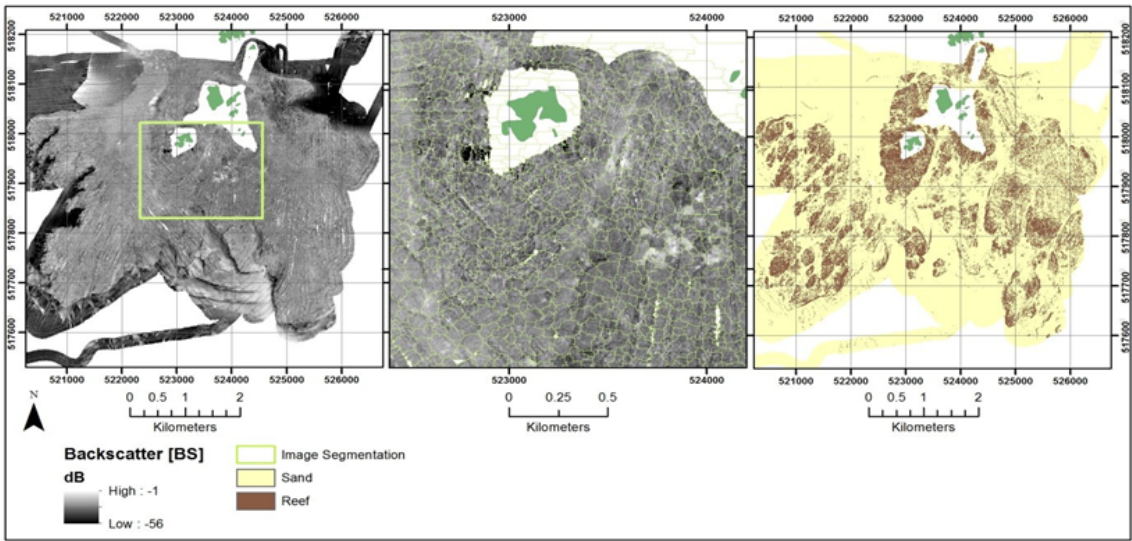 521000 522000 523000 524000 525000 526000
523000 524000
521000 522000 523000 524000 525000 526000
518200
518100
518000
517900
517800
517700
517600
518200
518100
518000
517900
517800
517700
517600
521000 522000 523000 524000 525000 526000
523000 524000
521000 522000 523000 524000 525000 526000
N
0 0.5 1 2
Kilometers
0 0.25 0.5
Kilometers
0 0.5 1 2
Kilometers
Backscatter [BS]
dB
High : -1
Low : -56
Image Segmentation
Sand
Reef